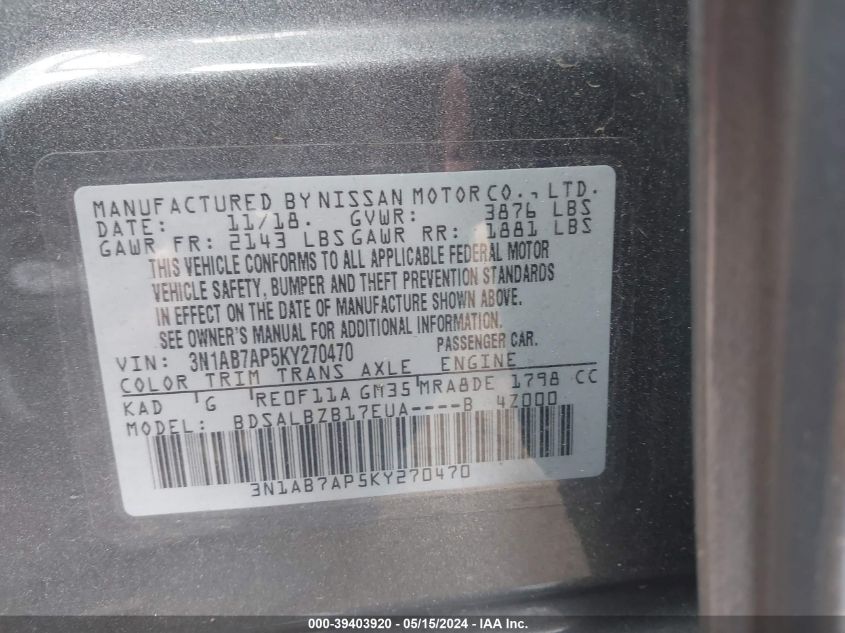 MANUFACTURED BY NISSAN MOTOR CO., LTD.
DATE: 11/18. GVWR: 3876 LBS
GAWR FR: 2143 LBS GAWR RR: 1881 LBS
THIS VEHICLE CONFORMS TO ALL APPLICABLE FEDERAL MOTOR
VEHICLE SAFETY, BUMPER AND THEFT PREVENTION STANDARDS
IN EFFECT ON THE DATE OF MANUFACTURE SHOWN ABOVE.
SEE OWNER'S MANUAL FOR ADDITIONAL INFORMATION.
VIN: 3N1AB7AP5KY270470 PASSENGER CAR.
COLOR TRIM TRANS AXLE ENGINE
KAD G RE0F11A GM35 MRA8DE 1798 CC
MODEL: BDSALBZB17EUA----B 4Z000
3N1AB7AP5KY270470
000-39403920 - 05/15/2024 - IAA Inc.